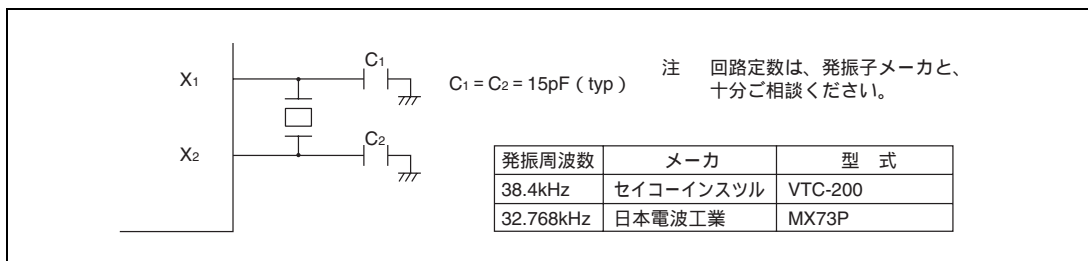 X1
C1
C1 = C2 = 15pF（typ）
X2
C2
注　回路定数は、発振子メーカと、
十分ご相談ください。
発振周波数　メーカ　型　式
38.4kHz　セイコーインスツル　VTC-200
32.768kHz　日本電波工業　MX73P